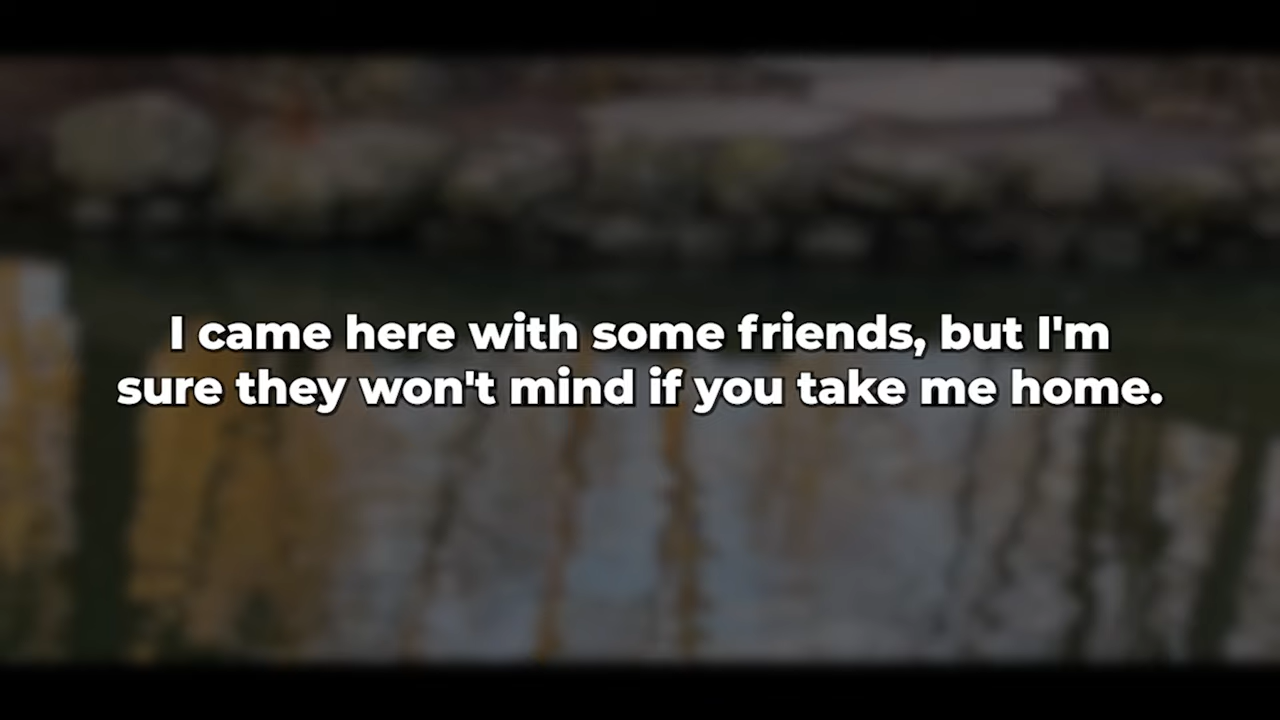 I came here with some friends, but I'm
sure they won't mind if you take me home.